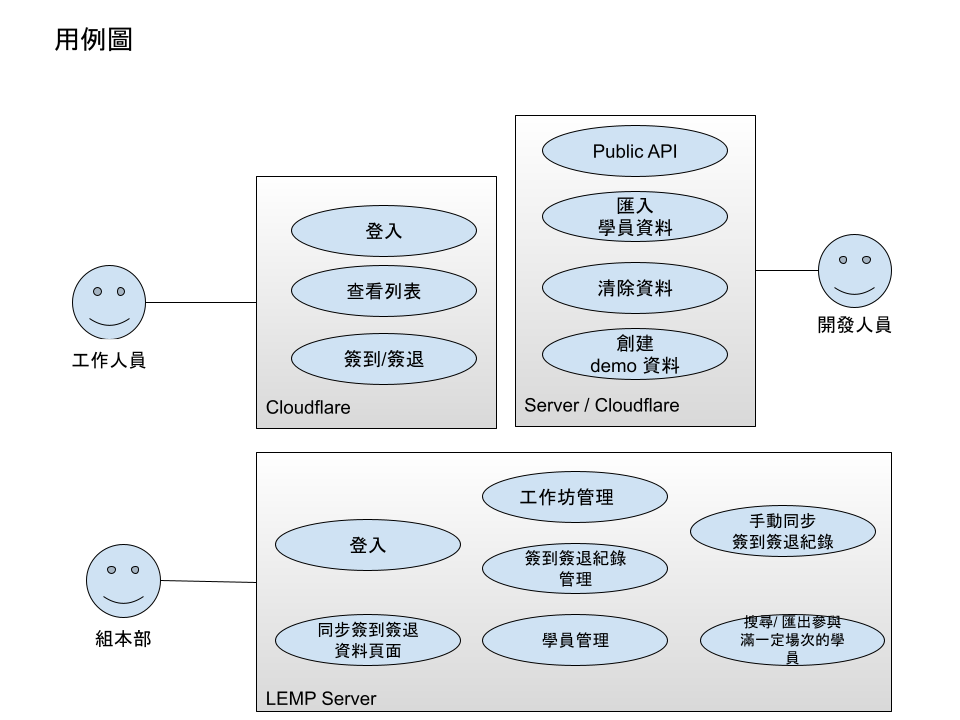 用例圖
Public API
匯入
學員資料
清除資料
創建
demo 資料
Server / Cloudflare
開發人員
登入
查看列表
簽到/簽退
Cloudflare
工作人員
工作坊管理
登入
手動同步
簽到簽退紀錄
簽到簽退紀錄
管理
同步簽到簽退
資料頁面
學員管理
搜尋/ 匯出參與
滿一定場次的學
員
LEMP Server
組本部